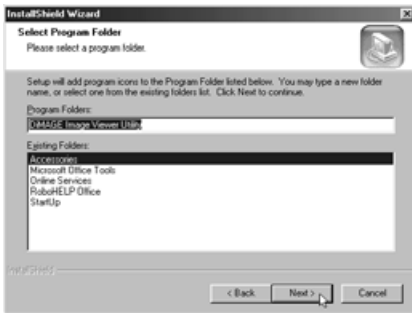 InstallShield Wizard
Select Program Folder
Please select a program folder.
Setup will add program icons to the Program Folder listed below. You may type a new folder
name, or select one from the existing folders list. Click Next to continue.
Program Folders:
DiMAGE Image Viewer Utility
Existing Folders:
Accessories
Microsoft Office Tools
Online Services
RoboHELP Office
StartUp
InstallShield
< Back Next > Cancel